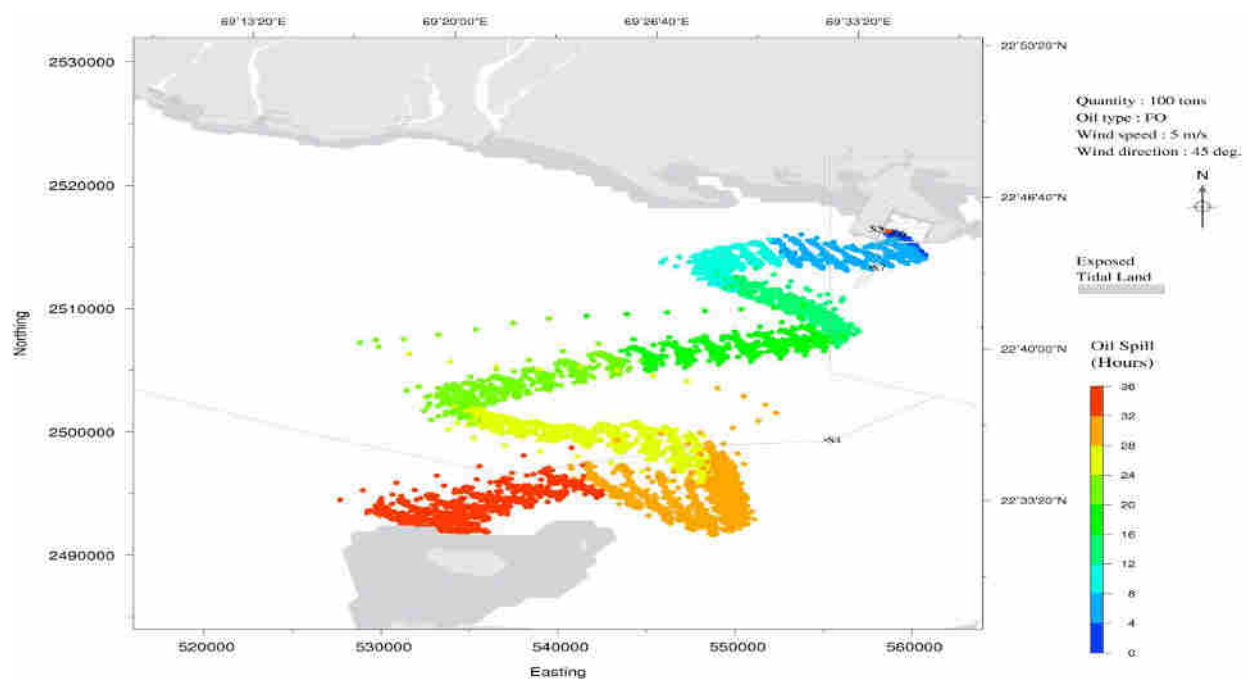 69°13'20"E 69°20'00"E 69°26'40"E 69°33'20"E
2530000
2520000
2510000
2500000
2490000
Northing
22°50'20"N
22°46'40"N
22°40'00"N
22°30'20"N
S1
520000 530000 540000 550000 560000
Easting
Quantity : 100 tons
Oil type : FO
Wind speed : 5 m/s
Wind direction : 45 deg.
N
Exposed
Tidal Land
Oil Spill
(Hours)
36
32
28
24
20
16
12
8
4
0